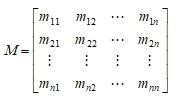 M = [ m₁₁ m₁₂ ⋯ m₁ₙ
m₂₁ m₂₂ ⋯ m₂ₙ
⋮ ⋮ ⋮ ⋮
mₙ₁ mₙ₂ ⋯ mₙₙ ]